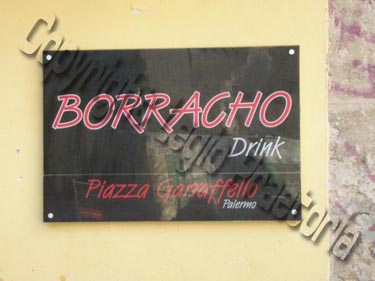 BORRACHO
Drink
Piazza Garraffello
Palermo
Copyright